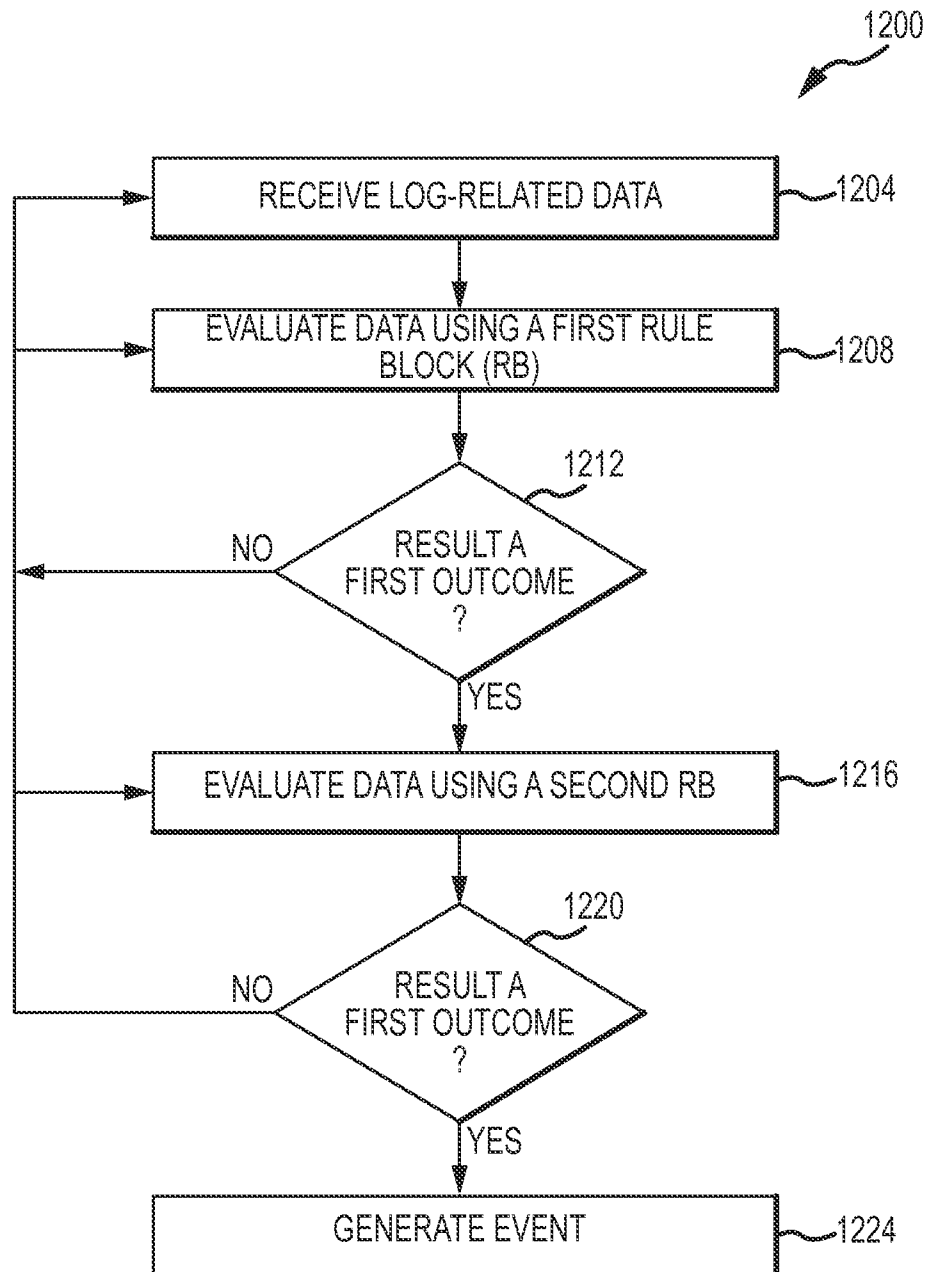 1200
RECEIVE LOG-RELATED DATA
1204
EVALUATE DATA USING A FIRST RULE
BLOCK (RB)
1208
1212
RESULT A
FIRST OUTCOME
?
NO
YES
EVALUATE DATA USING A SECOND RB
1216
1220
RESULT A
FIRST OUTCOME
?
NO
YES
GENERATE EVENT
1224